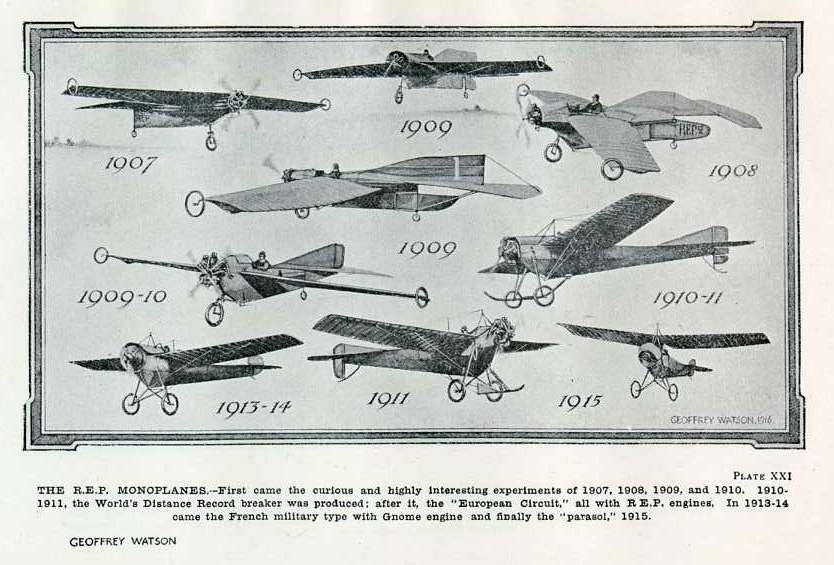 1909
1907
1908
1909
1909-10
1910-11
1913-14
1911
1915
GEOFFREY WATSON, 1916.
PLATE XXI
THE R.E.P. MONOPLANES.—First came the curious and highly interesting experiments of 1907, 1908, 1909, and 1910. 1910-
1911, the World's Distance Record breaker was produced; after it, the "European Circuit," all with R.E.P. engines. In 1913-14
came the French military type with Gnome engine and finally the "parasol," 1915.
GEOFFREY WATSON